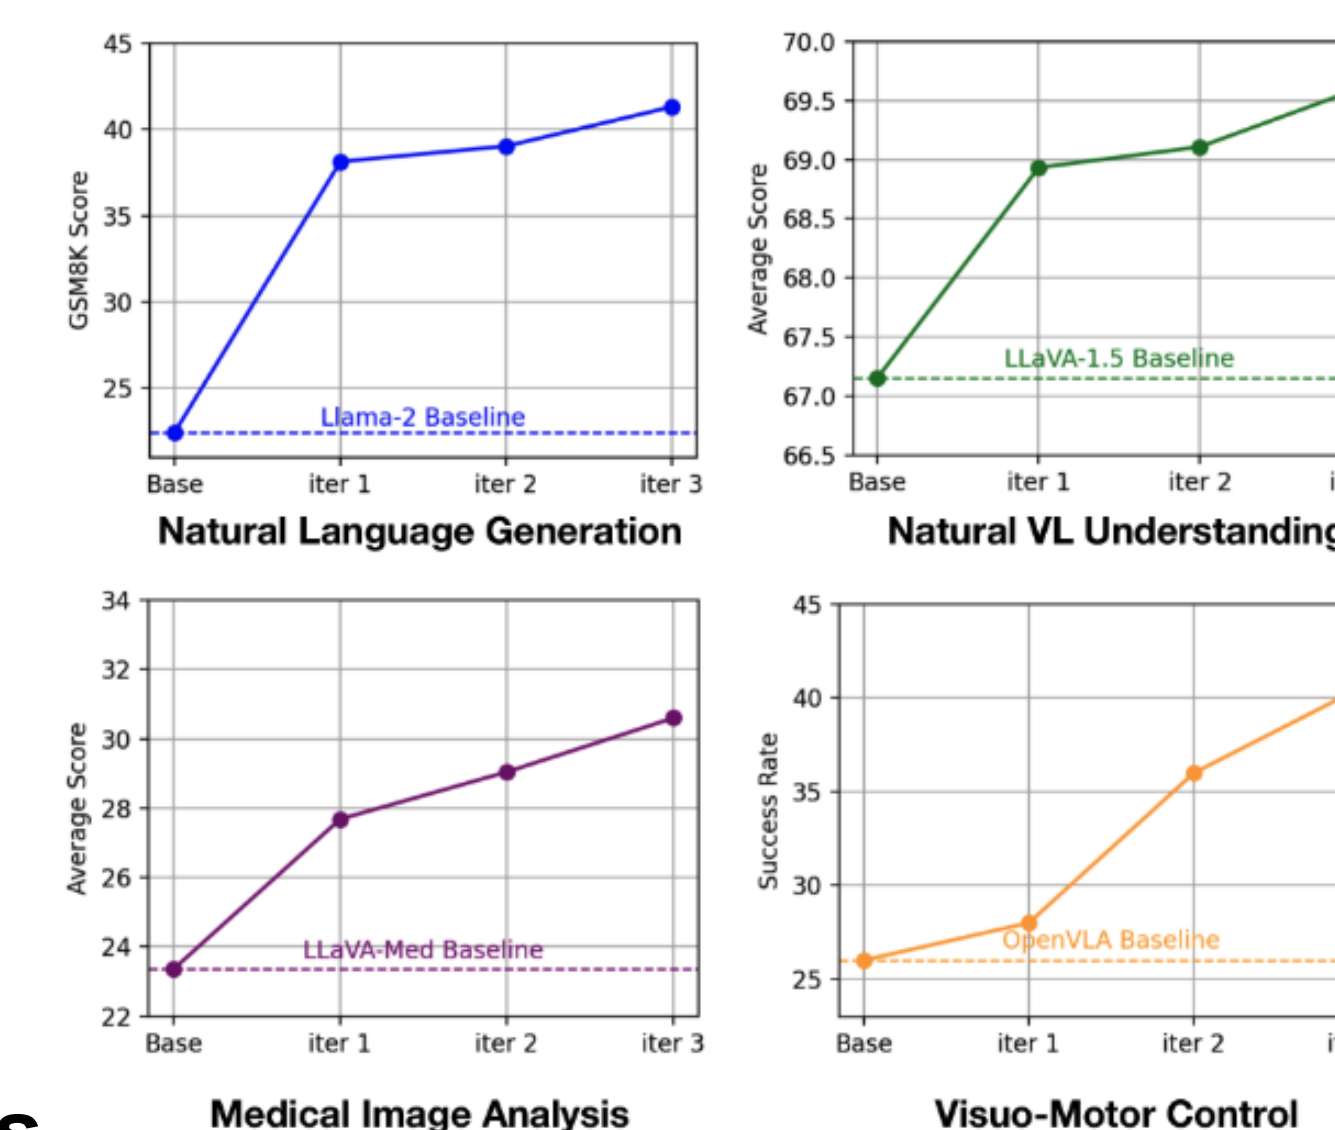 45
40
35
30
25
GSM8K Score
Llama-2 Baseline
Base iter 1 iter 2 iter 3
Natural Language Generation
70.0
69.5
69.0
68.5
68.0
67.5
67.0
66.5
Average Score
LLaVA-1.5 Baseline
Base iter 1 iter 2 i
Natural VL Understanding
34
32
30
28
26
24
22
Average Score
LLaVA-Med Baseline
Base iter 1 iter 2 iter 3
Medical Image Analysis
45
40
35
30
25
Success Rate
OpenVLA Baseline
Base iter 1 iter 2 i
Visuo-Motor Control
s